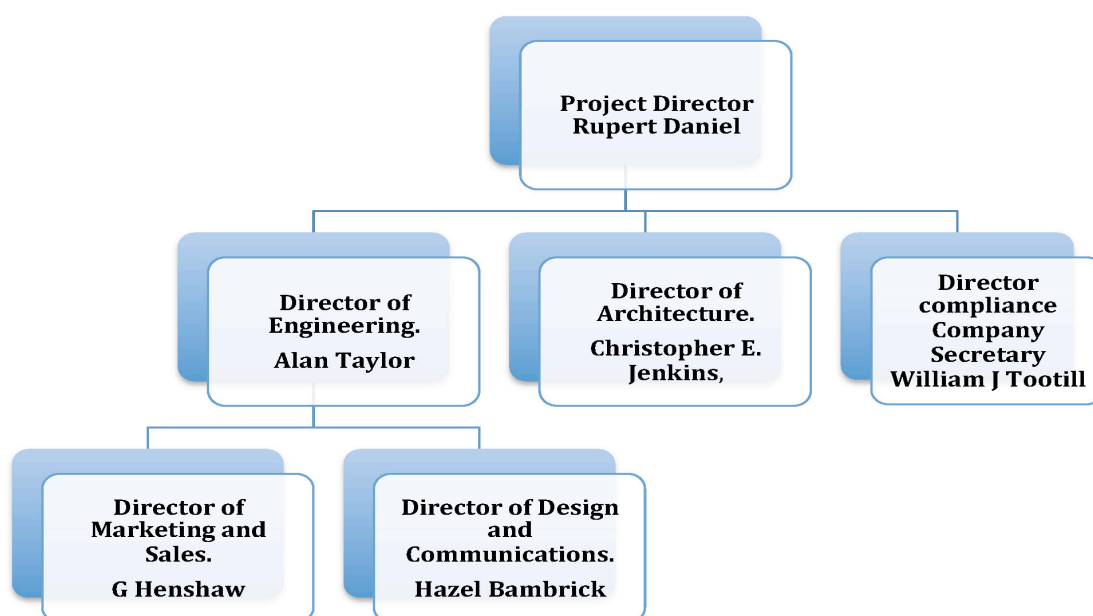 Project Director
Rupert Daniel
Director of
Engineering.
Alan Taylor
Director of
Architecture.
Christopher E.
Jenkins,
Director
compliance
Company
Secretary
William J Tootill
Director of
Marketing and
Sales.
G Henshaw
Director of Design
and
Communications.
Hazel Bambrick